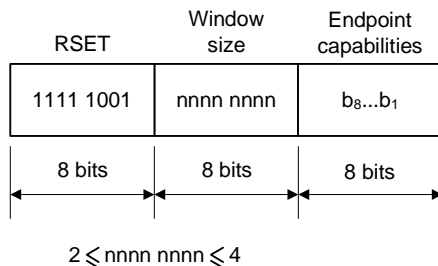 RSET Window size Endpoint capabilities
1111 1001 nnnn nnnn b₈...b₁
8 bits 8 bits 8 bits
2 ⩽ nnnn nnnn ⩽ 4